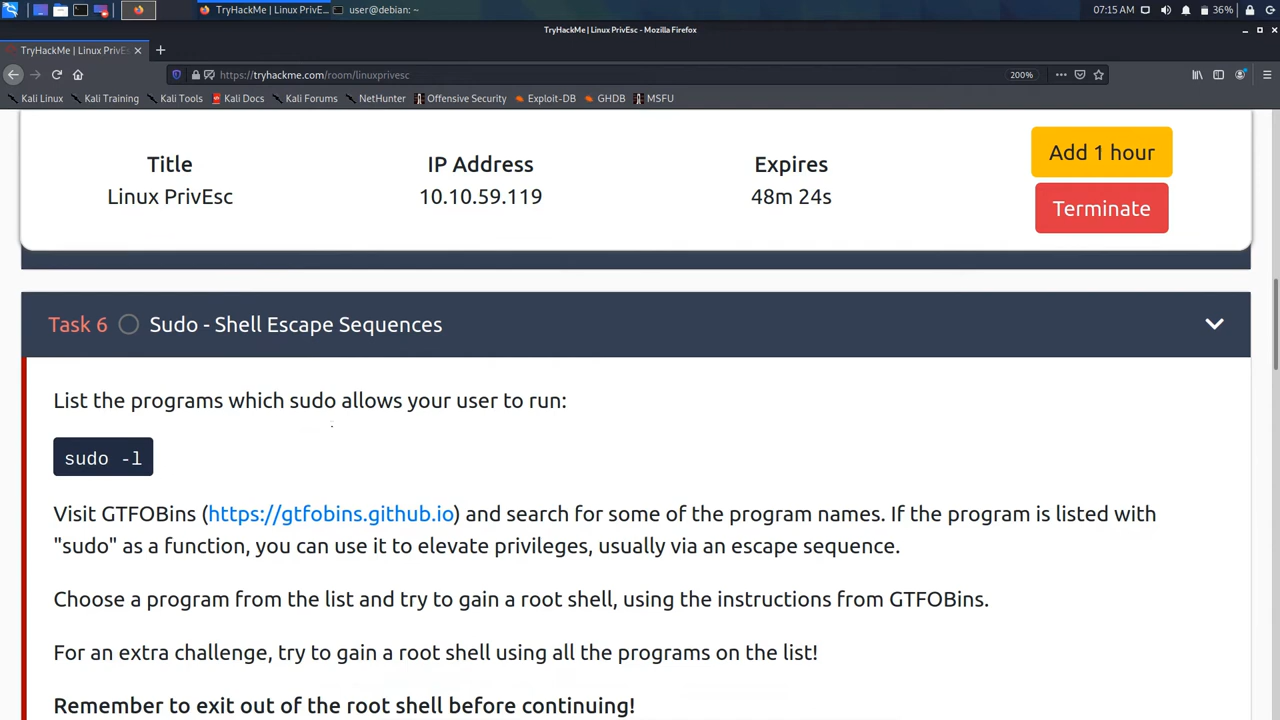 TryHackMe | Linux PrivE...
user@debian: ~
07:15 AM
36%
TryHackMe | Linux PrivEsc - Mozilla Firefox
TryHackMe | Linux PrivEsc
https://tryhackme.com/room/linuxprivesc
200%
Kali Linux
Kali Training
Kali Tools
Kali Docs
Kali Forums
NetHunter
Offensive Security
Exploit-DB
GHDB
MSFU
Title
IP Address
Expires
Add 1 hour
Linux PrivEsc
10.10.59.119
48m 24s
Terminate
Task 6
Sudo - Shell Escape Sequences
List the programs which sudo allows your user to run:
sudo -l
Visit GTFOBins (https://gtfobins.github.io) and search for some of the program names. If the program is listed with
"sudo" as a function, you can use it to elevate privileges, usually via an escape sequence.
Choose a program from the list and try to gain a root shell, using the instructions from GTFOBins.
For an extra challenge, try to gain a root shell using all the programs on the list!
Remember to exit out of the root shell before continuing!